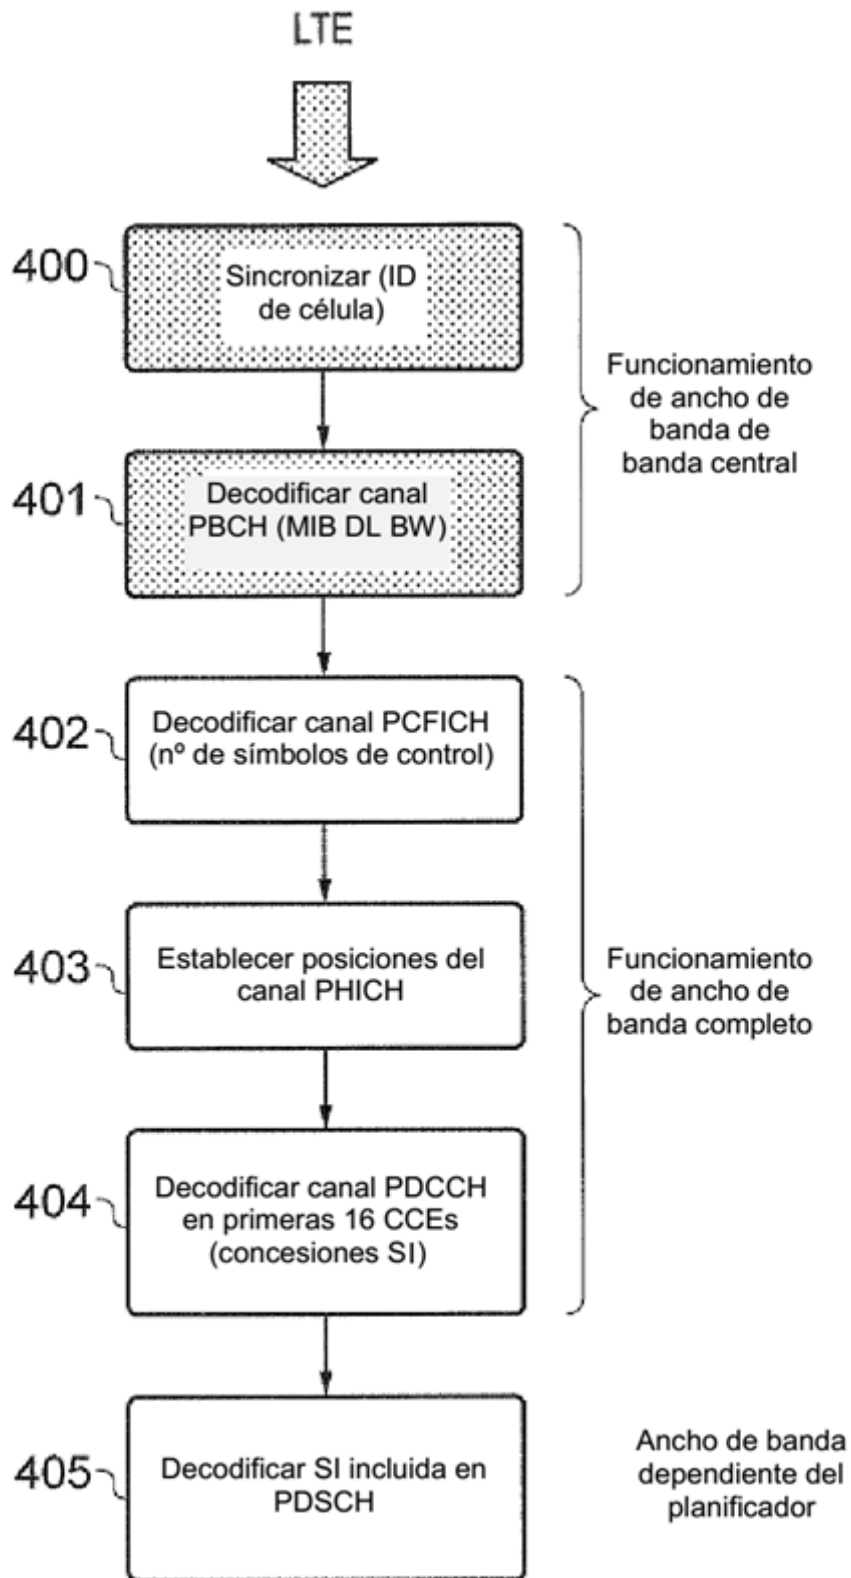 LTE
400
Sincronizar (ID
de célula)
Funcionamiento
de ancho de
banda de
banda central
401
Decodificar canal
PBCH (MIB DL BW)
402
Decodificar canal PCFICH
(nº de símbolos de control)
403
Establecer posiciones del
canal PHICH
Funcionamiento
de ancho de
banda completo
404
Decodificar canal PDCCH
en primeras 16 CCEs
(concesiones SI)
405
Decodificar SI incluida en
PDSCH
Ancho de banda
dependiente del
planificador